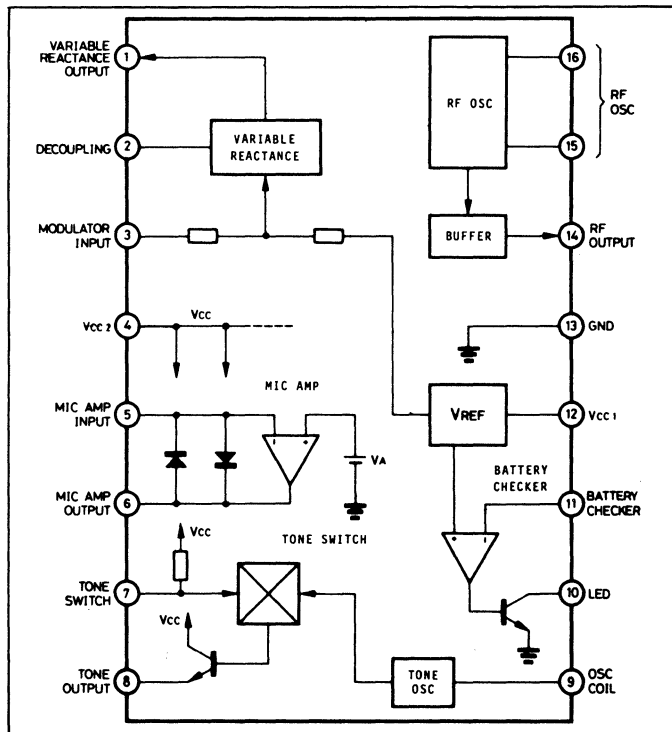 VARIABLE
REACTANCE
OUTPUT
1
16
RF OSC
RF
OSC
DECOUPLING
2
VARIABLE
REACTANCE
15
MODULATOR
INPUT
3
BUFFER
14
RF
OUTPUT
VCC 2
4
VCC
13
GND
MIC AMP
MIC AMP
INPUT
5
VREF
12
VCC 1
VA
BATTERY
CHECKER
MIC AMP
OUTPUT
6
11
BATTERY
CHECKER
VCC
TONE SWITCH
TONE
SWITCH
7
10
LED
VCC
TONE
OUTPUT
8
TONE
OSC
9
OSC
COIL